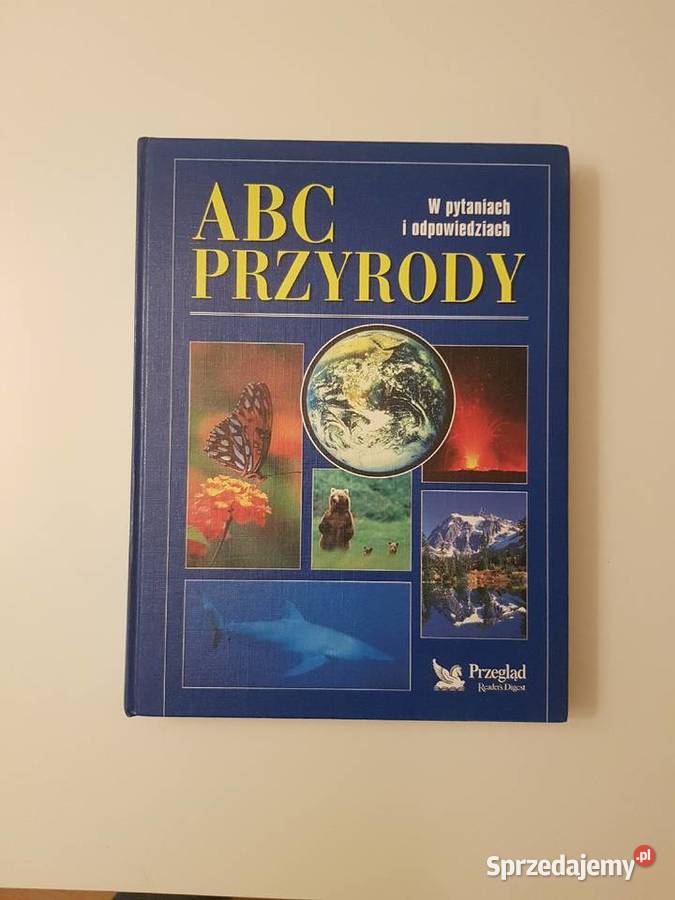 ABC
PRZYRODY
W pytaniach
i odpowiedziach
Przegląd
Reader's Digest
Sprzedajemy.pl